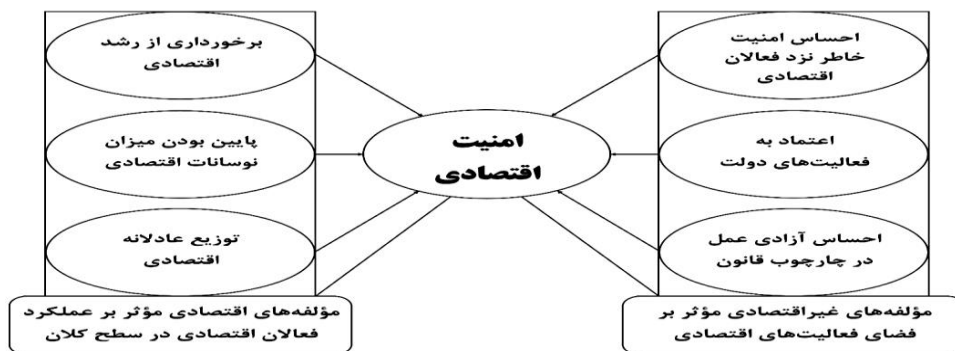 احساس امنیت
خاطر نزد فعالان
اقتصادی
اعتماد به
فعالیت‌های دولت
احساس آزادی عمل
در چارچوب قانون
مؤلفه‌های غیراقتصادی مؤثر بر
فضای فعالیت‌های اقتصادی
امنیت
اقتصادی
برخورداری از رشد
اقتصادی
پایین بودن میزان
نوسانات اقتصادی
توزیع عادلانه
اقتصادی
مؤلفه‌های اقتصادی مؤثر بر عملکرد
فعالان اقتصادی در سطح کلان